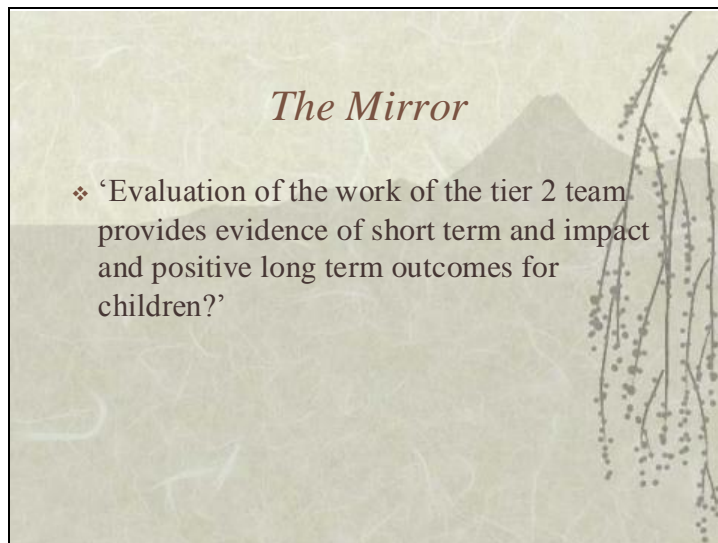 The Mirror
‘Evaluation of the work of the tier 2 team
provides evidence of short term and impact
and positive long term outcomes for
children?’